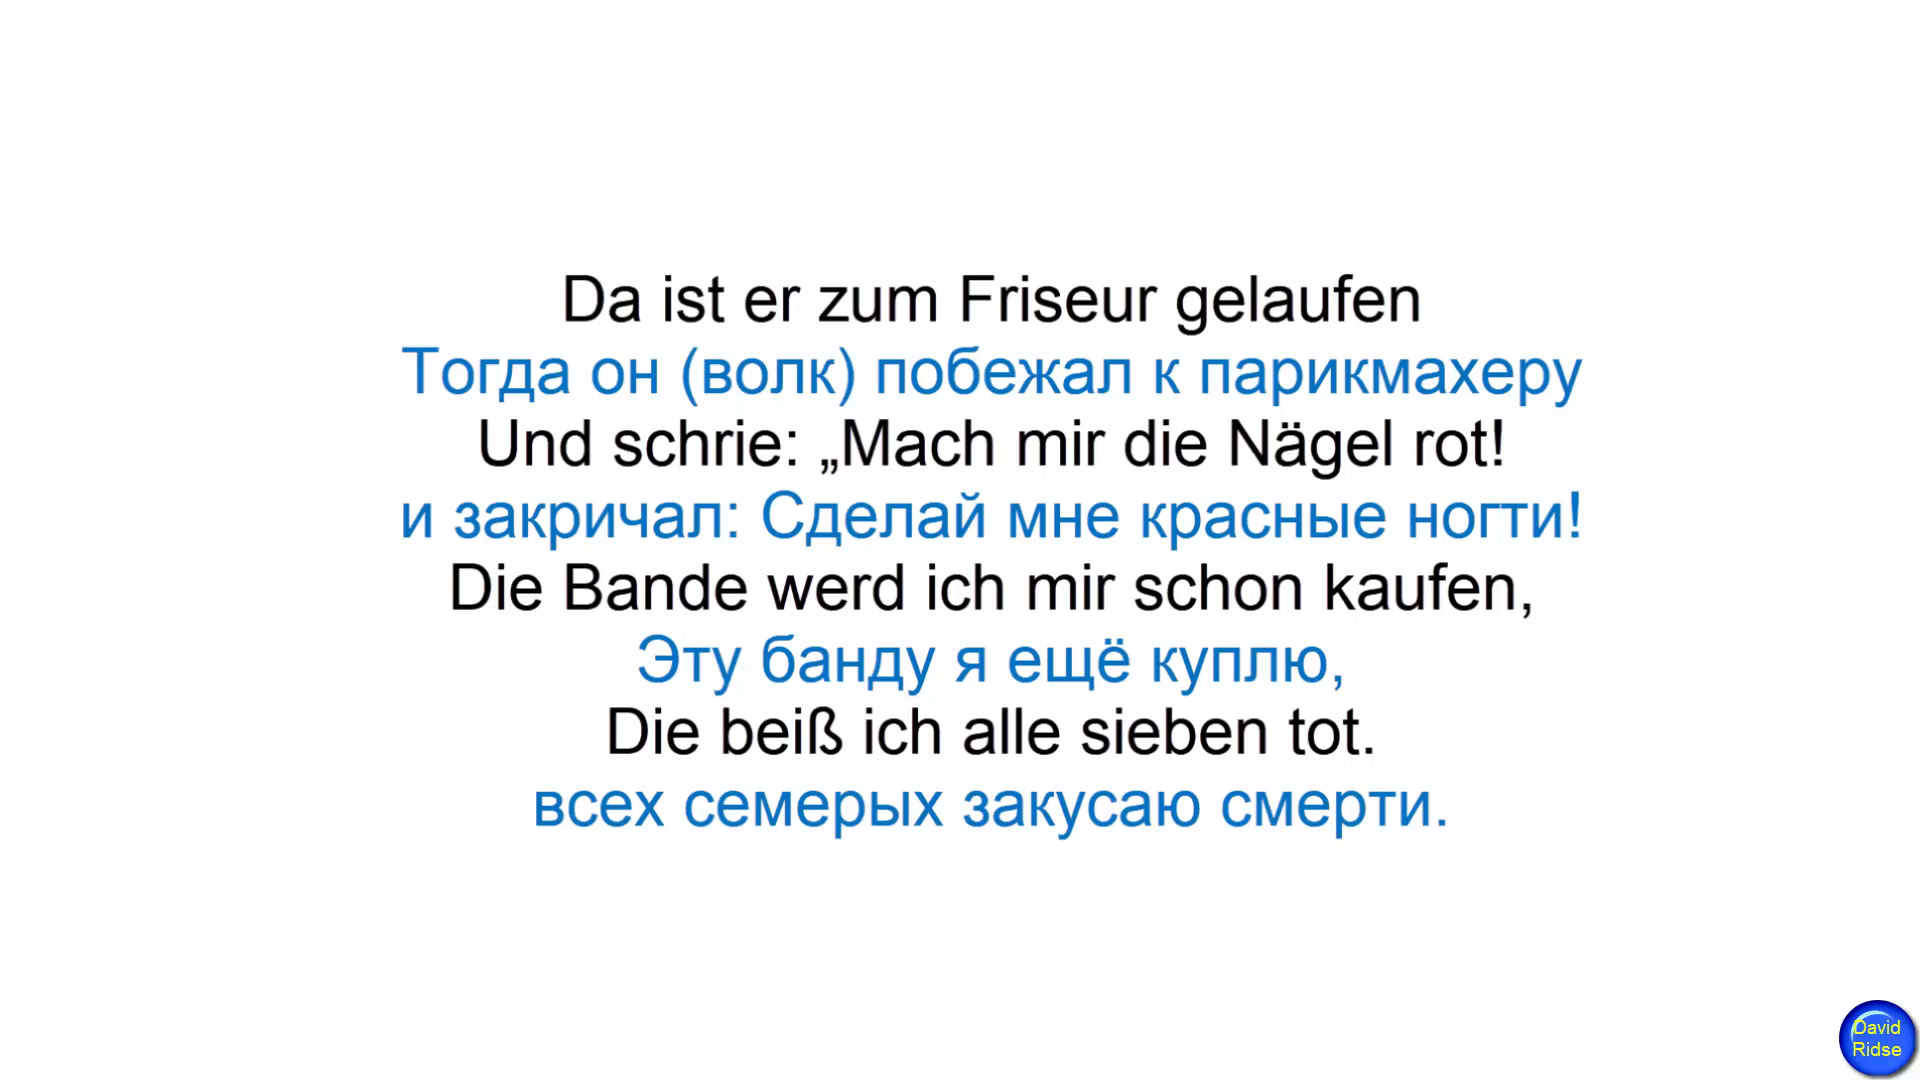 Da ist er zum Friseur gelaufen
Тогда он (волк) побежал к парикмахеру
Und schrie: „Mach mir die Nägel rot!
и закричал: Сделай мне красные ногти!
Die Bande werd ich mir schon kaufen,
Эту банду я ещё куплю,
Die beiß ich alle sieben tot.
всех семерых закусаю смерти.
David
Ridse